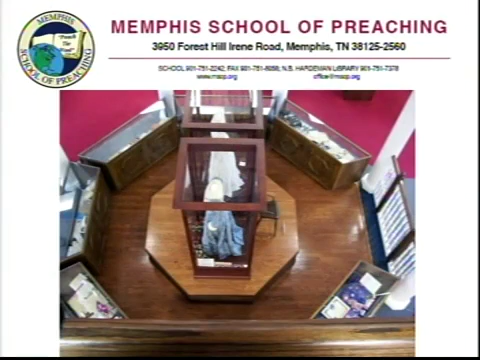 MEMPHIS SCHOOL OF PREACHING
3950 Forest Hill Irene Road, Memphis, TN 38125-2560
SCHOOL 901-751-2242; FAX 901-751-8058; N.B. HARDEMAN LIBRARY 901-751-7378
www.msop.org office@msop.org
MEMPHIS
SCHOOL OF PREACHING
"Preach
The
Word"